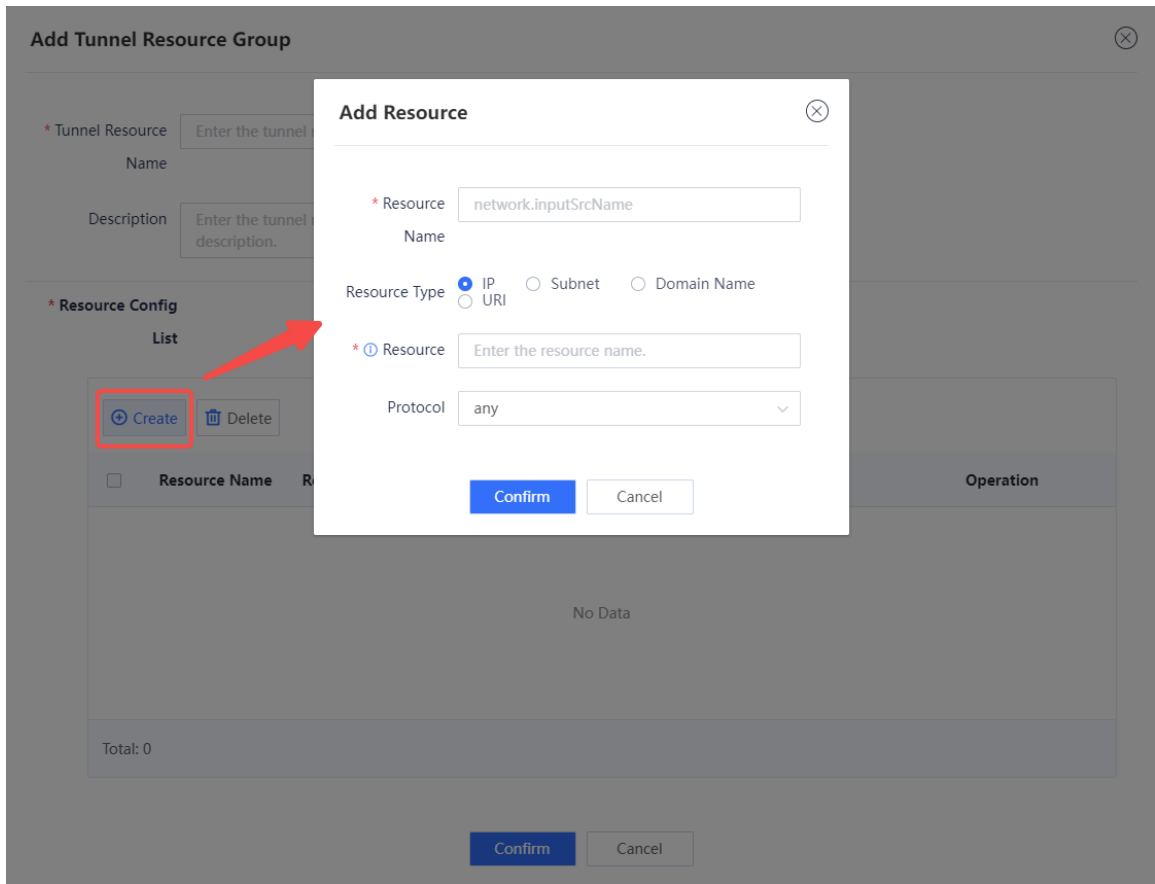 Add Tunnel Resource Group
Add Resource
* Tunnel Resource
Name
Enter the tunnel
Description
Enter the tunnel
description.
* Resource
Name
network.inputSrcName
Resource Type
IP
Subnet
Domain Name
URI
* Resource
Enter the resource name.
Protocol
any
Confirm
Cancel
* Resource Config
List
Create
Delete
Resource Name
Operation
No Data
Total: 0
Confirm
Cancel